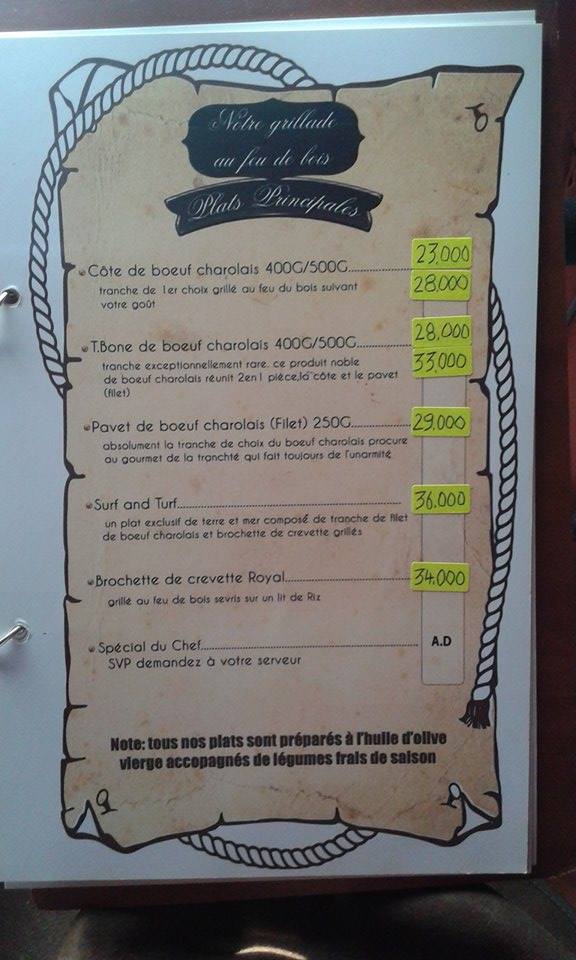 Notre grillade
au feu de bois
Plats Principales
Côte de boeuf charolais 400G/500G........................ 23,000
28,000
tranche de 1er choix grillé au feu du bois suivant
votre goût
T.Bone de boeuf charolais 400G/500G..................... 28,000
33,000
tranche exceptionnellement rare. ce produit noble
de boeuf charolais réunit 2en1 pièce,la côte et le pavet
(filet)
Pavet de boeuf charolais (Filet) 250G..................... 29.000
absolument la tranche de choix du boeuf charolais procure
au gourmet de la tranchté qui fait toujours de l'unarmité
Surf and Turf........................................................... 36.000
un plat exclusif de terre et mer composé de tranche de filet
de boeuf charolais et brochette de crevette grillés
Brochette de crevette Royal.................................... 34.000
grillé au feu de bois sevris sur un lit de Riz
Spécial du Chef....................................................... A.D
SVP demandez à votre serveur
Note: tous nos plats sont préparés à l'huile d'olive
vierge accopagnés de légumes frais de saison